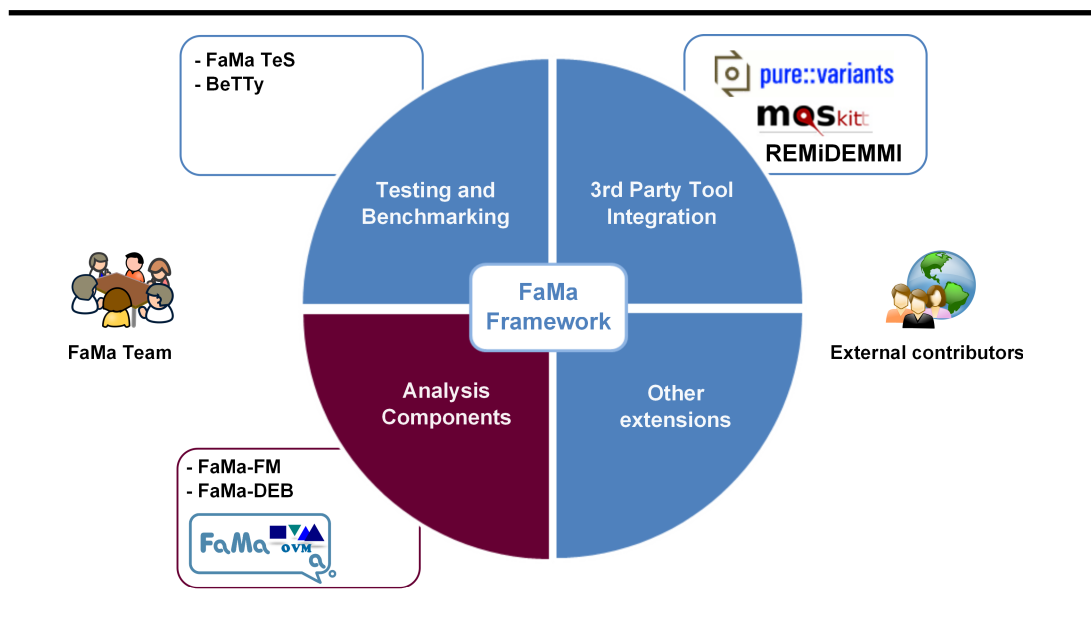 - FaMa TeS
- BeTTy
pure::variants
mOskitt
REMiDEMMI
Testing and
Benchmarking
3rd Party Tool
Integration
FaMa
Framework
FaMa Team
External contributors
Analysis
Components
Other
extensions
- FaMa-FM
- FaMa-DEB
FaMa OVM
a